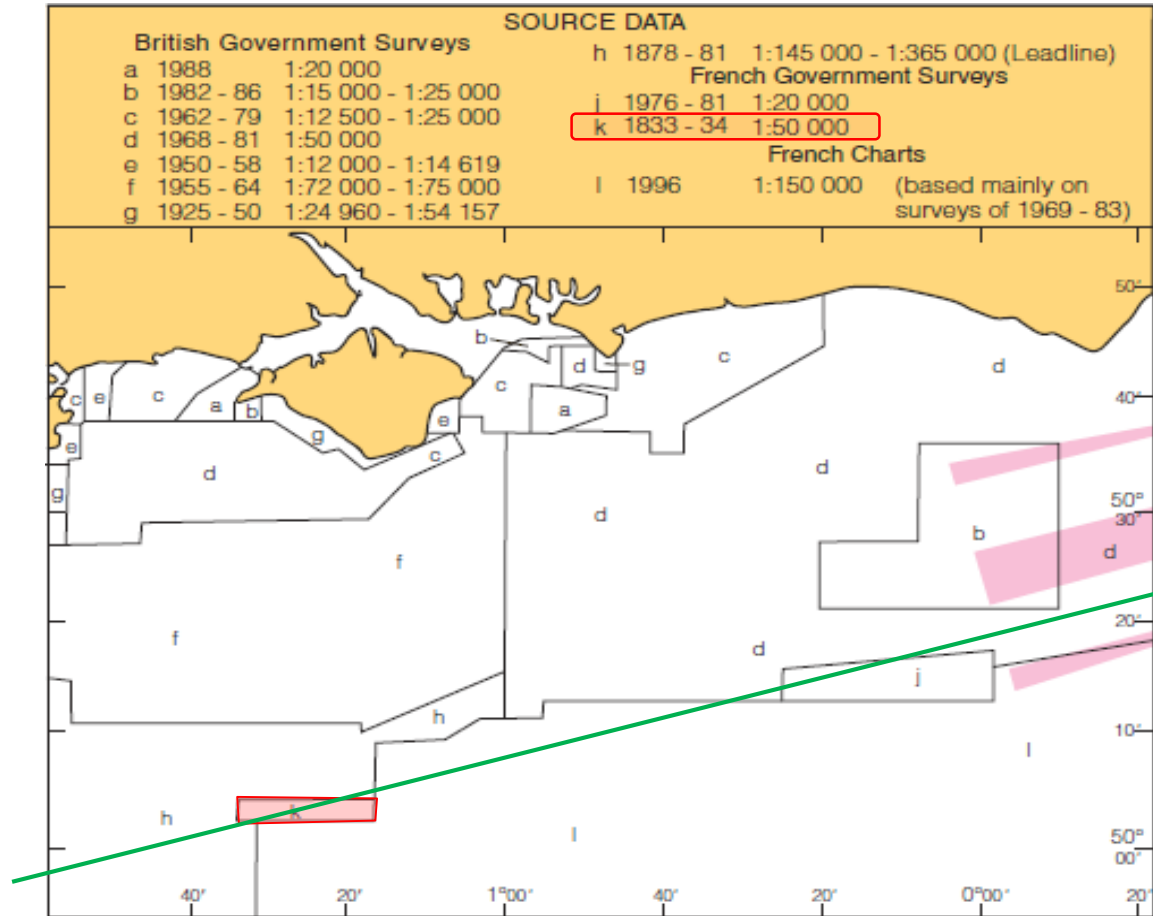 SOURCE DATA
British Government Surveys
a 1988 1:20 000
b 1982 - 86 1:15 000 - 1:25 000
c 1962 - 79 1:12 500 - 1:25 000
d 1968 - 81 1:50 000
e 1950 - 58 1:12 000 - 1:14 619
f 1955 - 64 1:72 000 - 1:75 000
g 1925 - 50 1:24 960 - 1:54 157
h 1878 - 81 1:145 000 - 1:365 000 (Leadline)
French Government Surveys
j 1976 - 81 1:20 000
k 1833 - 34 1:50 000
French Charts
l 1996 1:150 000 (based mainly on
surveys of 1969 - 83)
50′
b
c
d
g
d
c
e
c
a
b
c
a
40′
e
e
g
c
d
d
g
d
50°
30′
b
d
f
f
20′
d
j
h
10′
l
h
k
l
50°
00′
40′ 20′ 1°00′ 20′ 0°00′ 20′